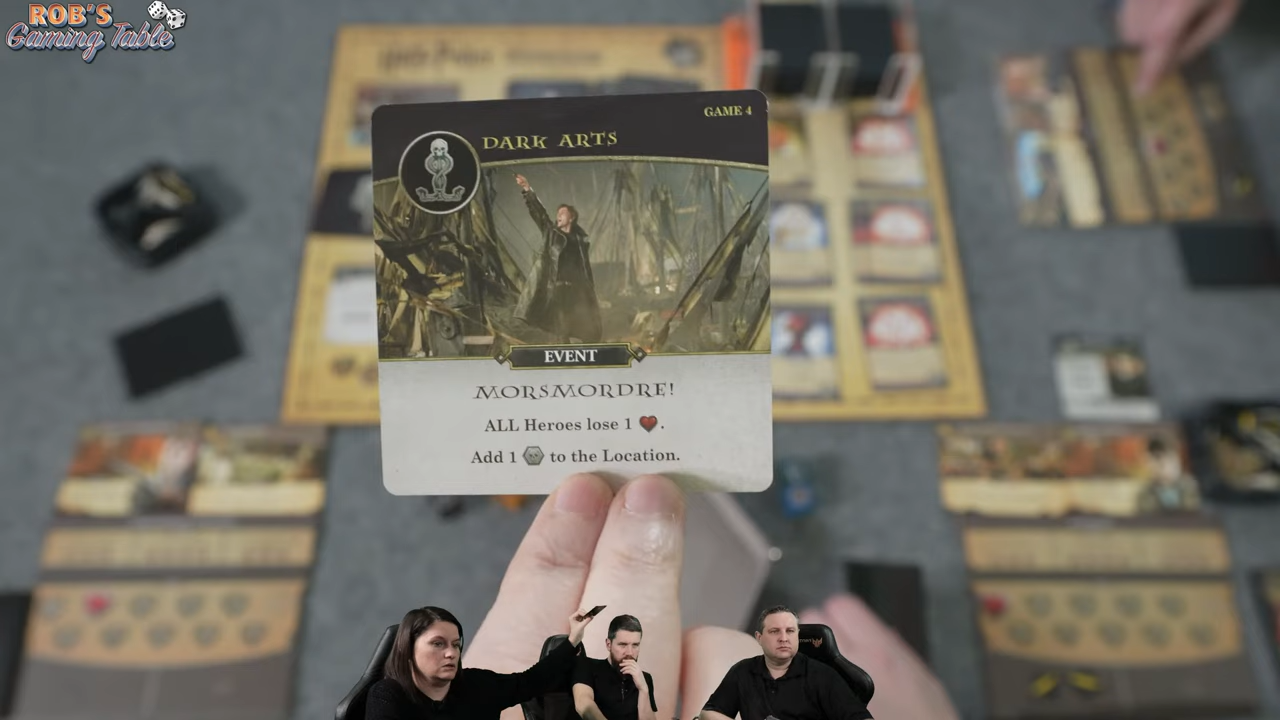 ROB'S
Gaming Table
GAME 4
DARK ARTS
EVENT
MORSMORDRE!
ALL Heroes lose 1 .
Add 1 to the Location.